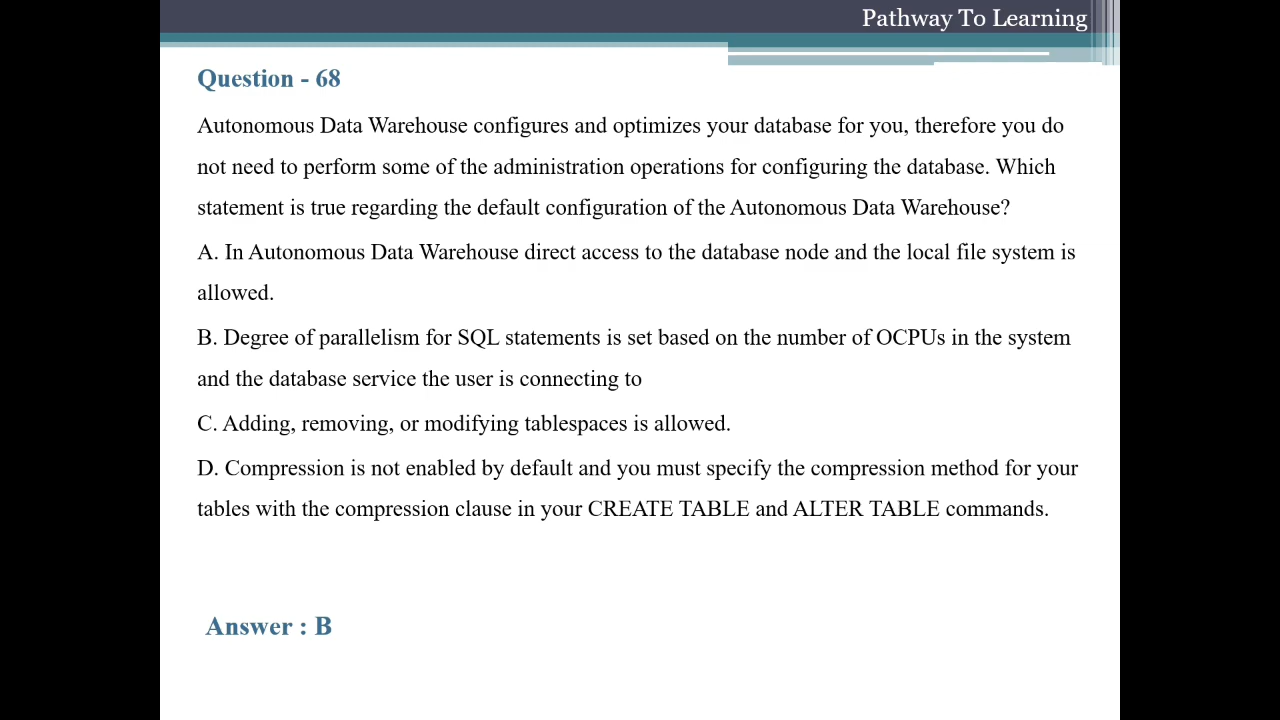 Pathway To Learning
Question - 68
Autonomous Data Warehouse configures and optimizes your database for you, therefore you do
not need to perform some of the administration operations for configuring the database. Which
statement is true regarding the default configuration of the Autonomous Data Warehouse?
A. In Autonomous Data Warehouse direct access to the database node and the local file system is
allowed.
B. Degree of parallelism for SQL statements is set based on the number of OCPUs in the system
and the database service the user is connecting to
C. Adding, removing, or modifying tablespaces is allowed.
D. Compression is not enabled by default and you must specify the compression method for your
tables with the compression clause in your CREATE TABLE and ALTER TABLE commands.
Answer : B